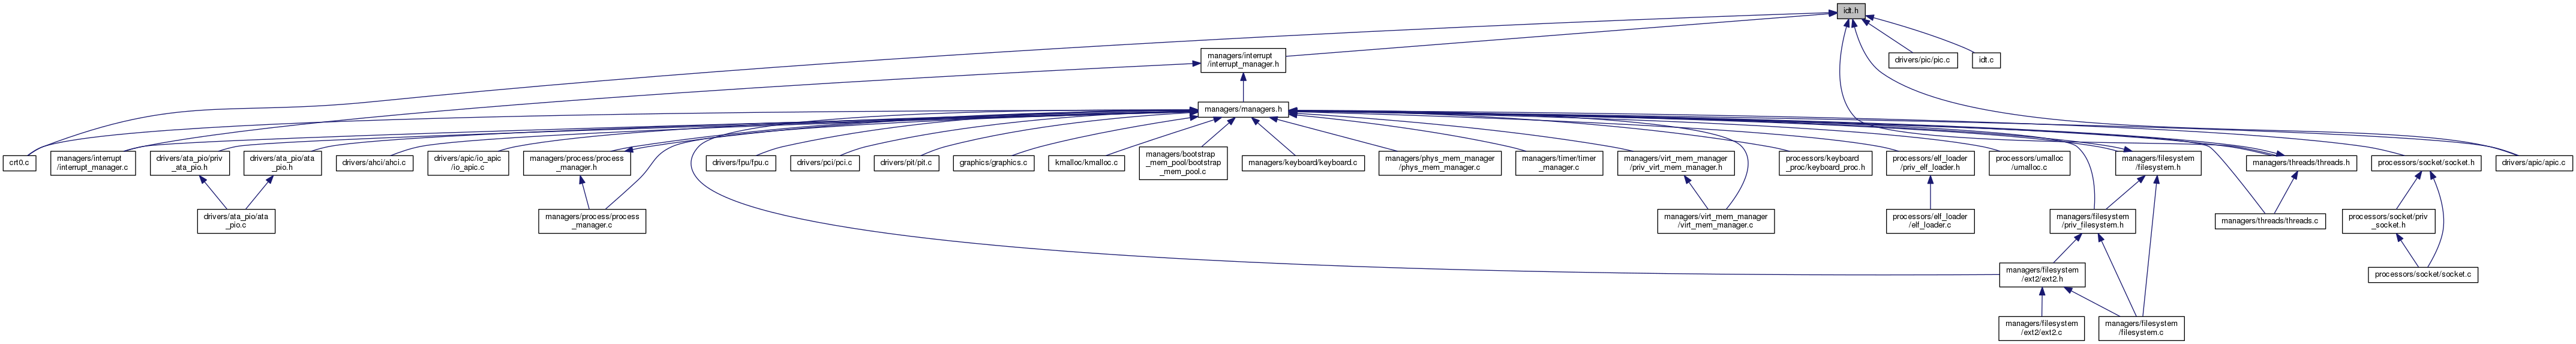 idt.h
managers/interrupt
/interrupt_manager.h
drivers/pic/pic.c
idt.c
managers/managers.h
crt0.c
managers/interrupt
/interrupt_manager.c
drivers/ata_pio/priv
_ata_pio.h
drivers/ata_pio/ata
_pio.h
drivers/ahci/ahci.c
drivers/apic/io_apic
/io_apic.c
managers/process/process
_manager.h
drivers/fpu/fpu.c
drivers/pci/pci.c
drivers/pit/pit.c
graphics/graphics.c
kmalloc/kmalloc.c
managers/bootstrap
_mem_pool/bootstrap
_mem_pool.c
managers/keyboard/keyboard.c
managers/phys_mem_manager
/phys_mem_manager.c
managers/timer/timer
_manager.c
managers/virt_mem_manager
/priv_virt_mem_manager.h
processors/keyboard
_proc/keyboard_proc.h
processors/elf_loader
/priv_elf_loader.h
processors/umalloc
/umalloc.c
managers/filesystem
/filesystem.h
managers/threads/threads.h
processors/socket/socket.h
drivers/apic/apic.c
drivers/ata_pio/ata
_pio.c
managers/process/process
_manager.c
managers/virt_mem_manager
/virt_mem_manager.c
processors/elf_loader
/elf_loader.c
managers/filesystem
/priv_filesystem.h
managers/threads/threads.c
processors/socket/priv
_socket.h
managers/filesystem
/ext2/ext2.h
processors/socket/socket.c
managers/filesystem
/ext2/ext2.c
managers/filesystem
/filesystem.c